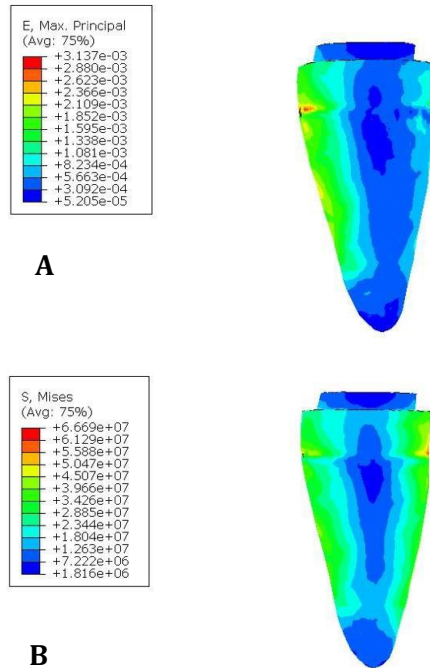 E, Max. Principal
(Avg: 75%)
+3.137e-03
+2.880e-03
+2.623e-03
+2.366e-03
+2.109e-03
+1.852e-03
+1.595e-03
+1.338e-03
+1.081e-03
+8.234e-04
+5.663e-04
+3.092e-04
+5.205e-05
A
S, Mises
(Avg: 75%)
+6.669e+07
+6.129e+07
+5.588e+07
+5.047e+07
+4.507e+07
+3.966e+07
+3.426e+07
+2.885e+07
+2.344e+07
+1.804e+07
+1.263e+07
+7.222e+06
+1.816e+06
B